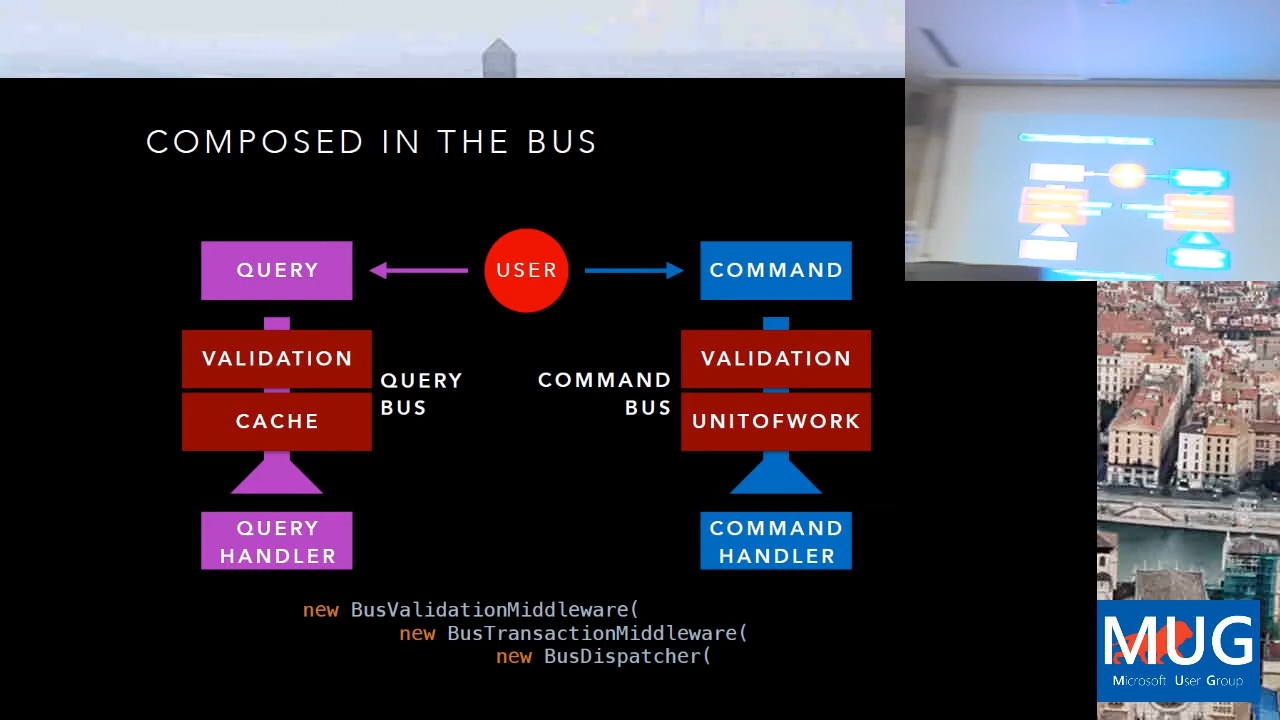 COMPOSED IN THE BUS
QUERY
USER
COMMAND
VALIDATION
CACHE
QUERY
BUS
COMMAND
BUS
VALIDATION
UNITOFWORK
QUERY
HANDLER
COMMAND
HANDLER
new BusValidationMiddleware(
new BusTransactionMiddleware(
new BusDispatcher(
MUG
Microsoft User Group